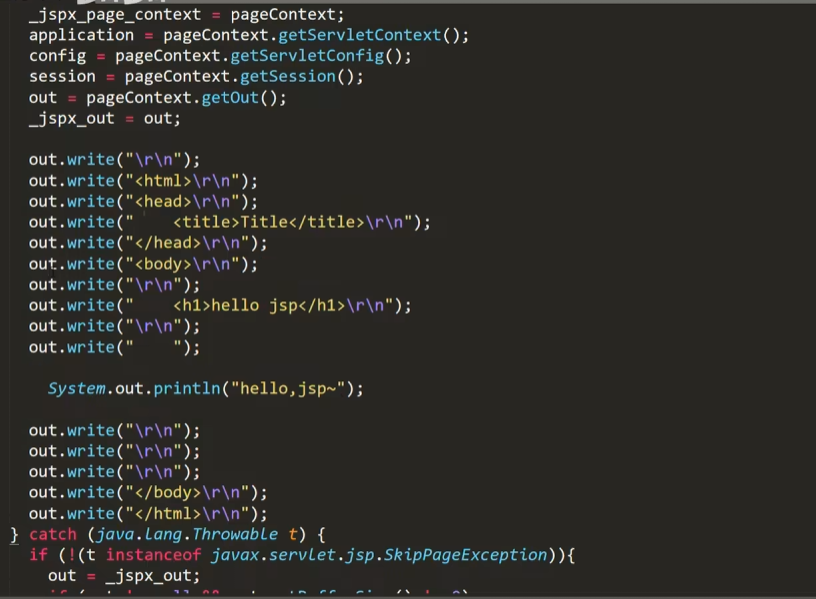 _jspx_page_context = pageContext;
application = pageContext.getServletContext();
config = pageContext.getServletConfig();
session = pageContext.getSession();
out = pageContext.getOut();
_jspx_out = out;
out.write("\r\n");
out.write("<html>\r\n");
out.write("<head>\r\n");
out.write("    <title>Title</title>\r\n");
out.write("</head>\r\n");
out.write("<body>\r\n");
out.write("\r\n");
out.write("    <h1>hello jsp</h1>\r\n");
out.write("\r\n");
out.write("    ");
System.out.println("hello,jsp~");
out.write("\r\n");
out.write("\r\n");
out.write("\r\n");
out.write("</body>\r\n");
out.write("</html>\r\n");
} catch (java.lang.Throwable t) {
if (!(t instanceof javax.servlet.jsp.SkipPageException)){
out = _jspx_out;